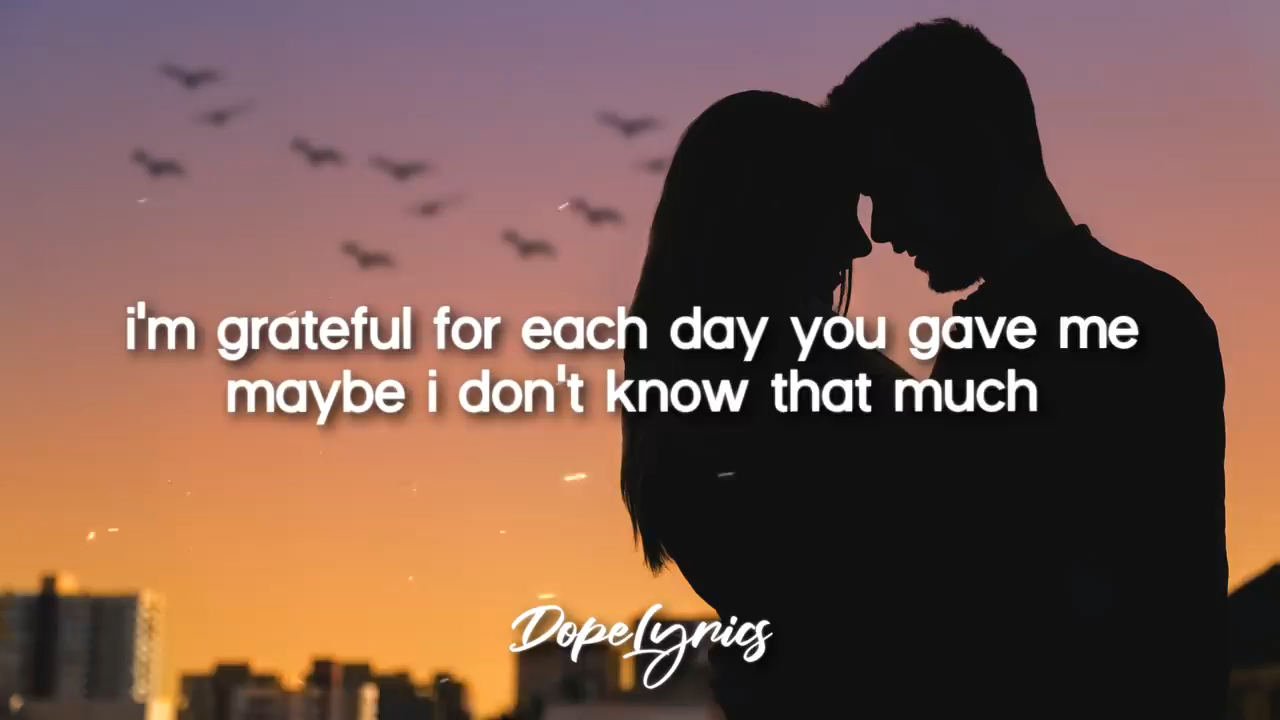 i'm grateful for each day you gave me
maybe i don't know that much
DopeLyrics